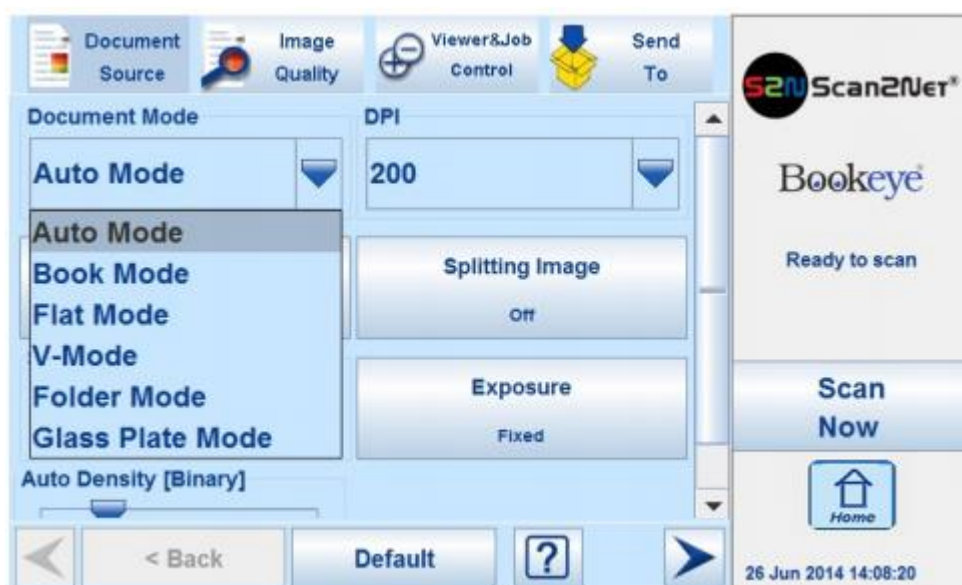 Document
Source
Image
Quality
Viewer&Job
Control
Send
To
Document Mode
Auto Mode
DPI
200
Auto Mode
Book Mode
Flat Mode
V-Mode
Folder Mode
Glass Plate Mode
Splitting Image
Off
Exposure
Fixed
Auto Density [Binary]
< Back
Default
?
S2N Scan2Net®
Bookeye
Ready to scan
Scan
Now
Home
26 Jun 2014 14:08:20